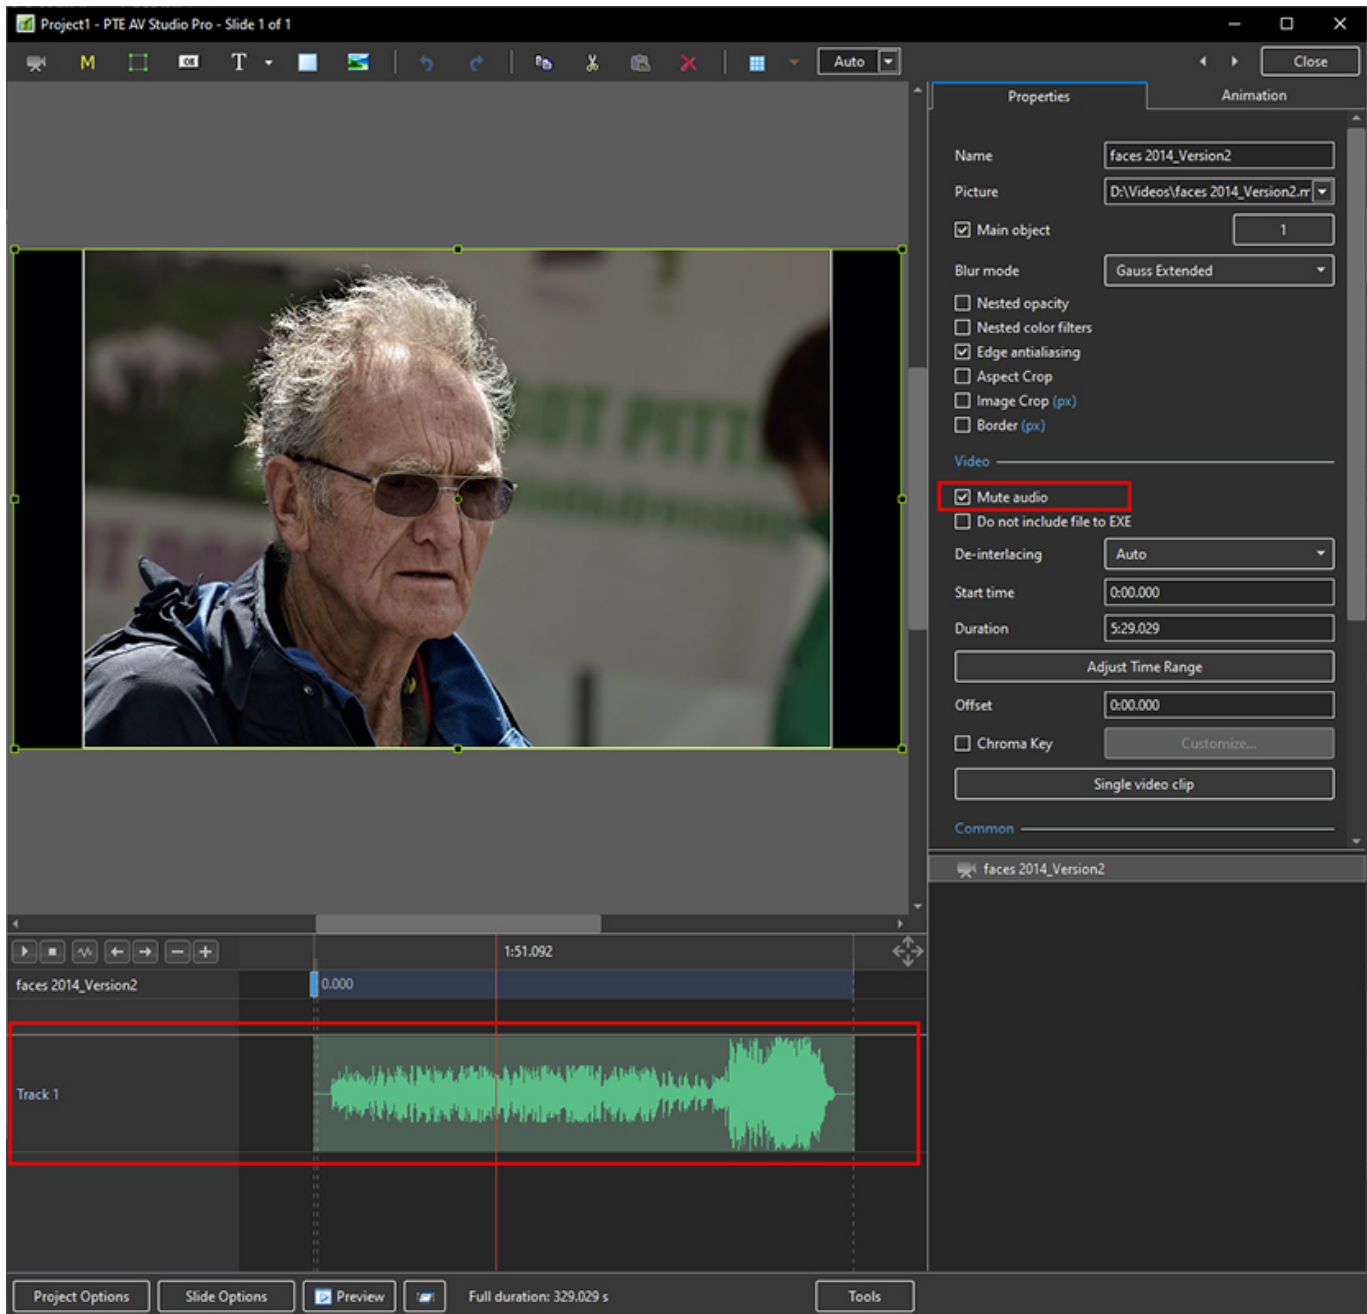 Project1 - PTE AV Studio Pro - Slide 1 of 1
M OK T Auto Close
Properties Animation
Name faces 2014_Version2
Picture D:\Videos\faces 2014_Version2.m
Main object 1
Blur mode Gauss Extended
Nested opacity
Nested color filters
Edge antialiasing
Aspect Crop
Image Crop (px)
Border (px)
Video
Mute audio
Do not include file to EXE
De-interlacing Auto
Start time 0:00.000
Duration 5:29.029
Adjust Time Range
Offset 0:00.000
Chroma Key Customize...
Single video clip
Common
faces 2014_Version2
1:51.092
faces 2014_Version2 0.000
Track 1
Project Options Slide Options Preview Full duration: 329.029 s Tools